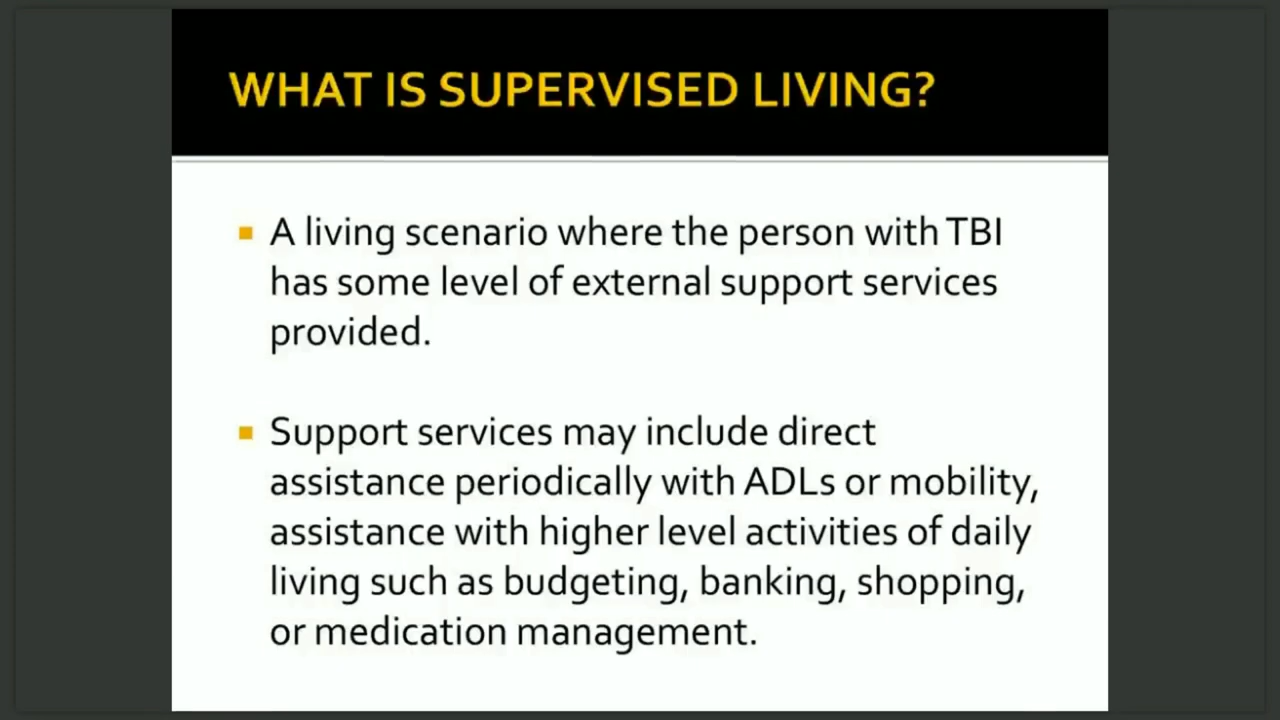 WHAT IS SUPERVISED LIVING?
A living scenario where the person with TBI
has some level of external support services
provided.
Support services may include direct
assistance periodically with ADLs or mobility,
assistance with higher level activities of daily
living such as budgeting, banking, shopping,
or medication management.